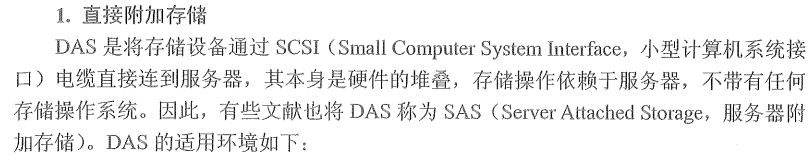 1. 直接附加存储
DAS 是将存储设备通过 SCSI（Small Computer System Interface，小型计算机系统接
口）电缆直接连到服务器，其本身是硬件的堆叠，存储操作依赖于服务器，不带有任何
存储操作系统。因此，有些文献也将 DAS 称为 SAS（Server Attached Storage，服务器附
加存储）。DAS 的适用环境如下：